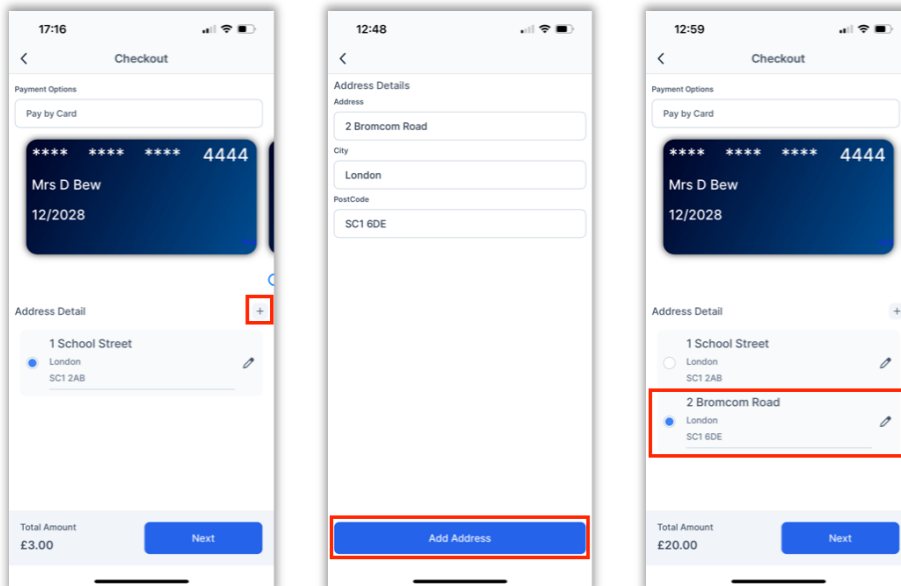 17:16
Checkout
Payment Options
Pay by Card
**** **** **** 4444
Mrs D Bew
12/2028
Address Detail
+
1 School Street
London
SC1 2AB
Total Amount
£3.00
Next
12:48
Address Details
Address
2 Bromcom Road
City
London
PostCode
SC1 6DE
Add Address
12:59
Checkout
Payment Options
Pay by Card
**** **** **** 4444
Mrs D Bew
12/2028
Address Detail
+
1 School Street
London
SC1 2AB
2 Bromcom Road
London
SC1 6DE
Total Amount
£20.00
Next